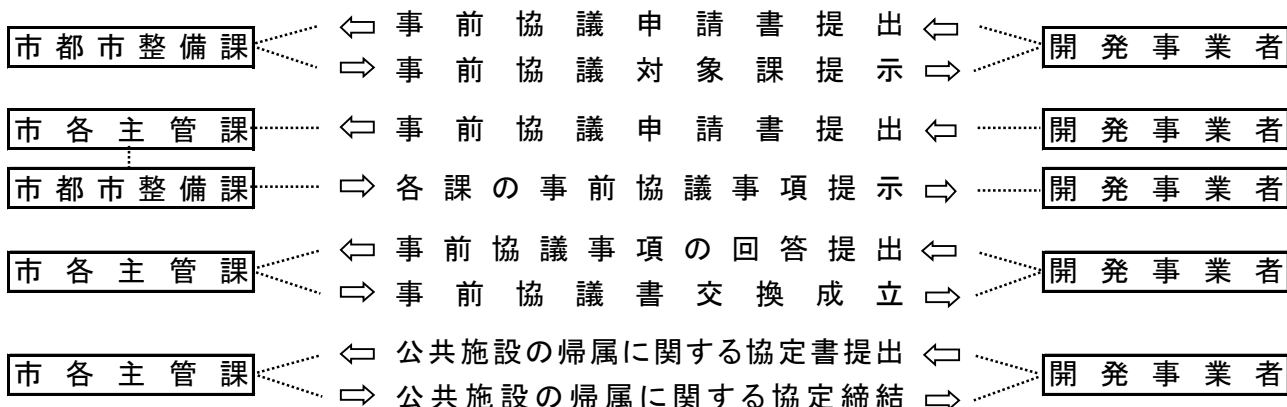 ⇦ 事前協議申請書提出 ⇦
市都市整備課 開発事業者
⇨ 事前協議対象課提示 ⇨
市各主管課 ⇦ 事前協議申請書提出 ⇦ 開発事業者
市都市整備課 ⇨ 各課の事前協議事項提示 ⇨ 開発事業者
⇦ 事前協議事項の回答提出 ⇦
市各主管課 開発事業者
⇨ 事前協議書交換成立 ⇨
⇦ 公共施設の帰属に関する協定書提出 ⇦
市各主管課 開発事業者
⇨ 公共施設の帰属に関する協定締結 ⇨